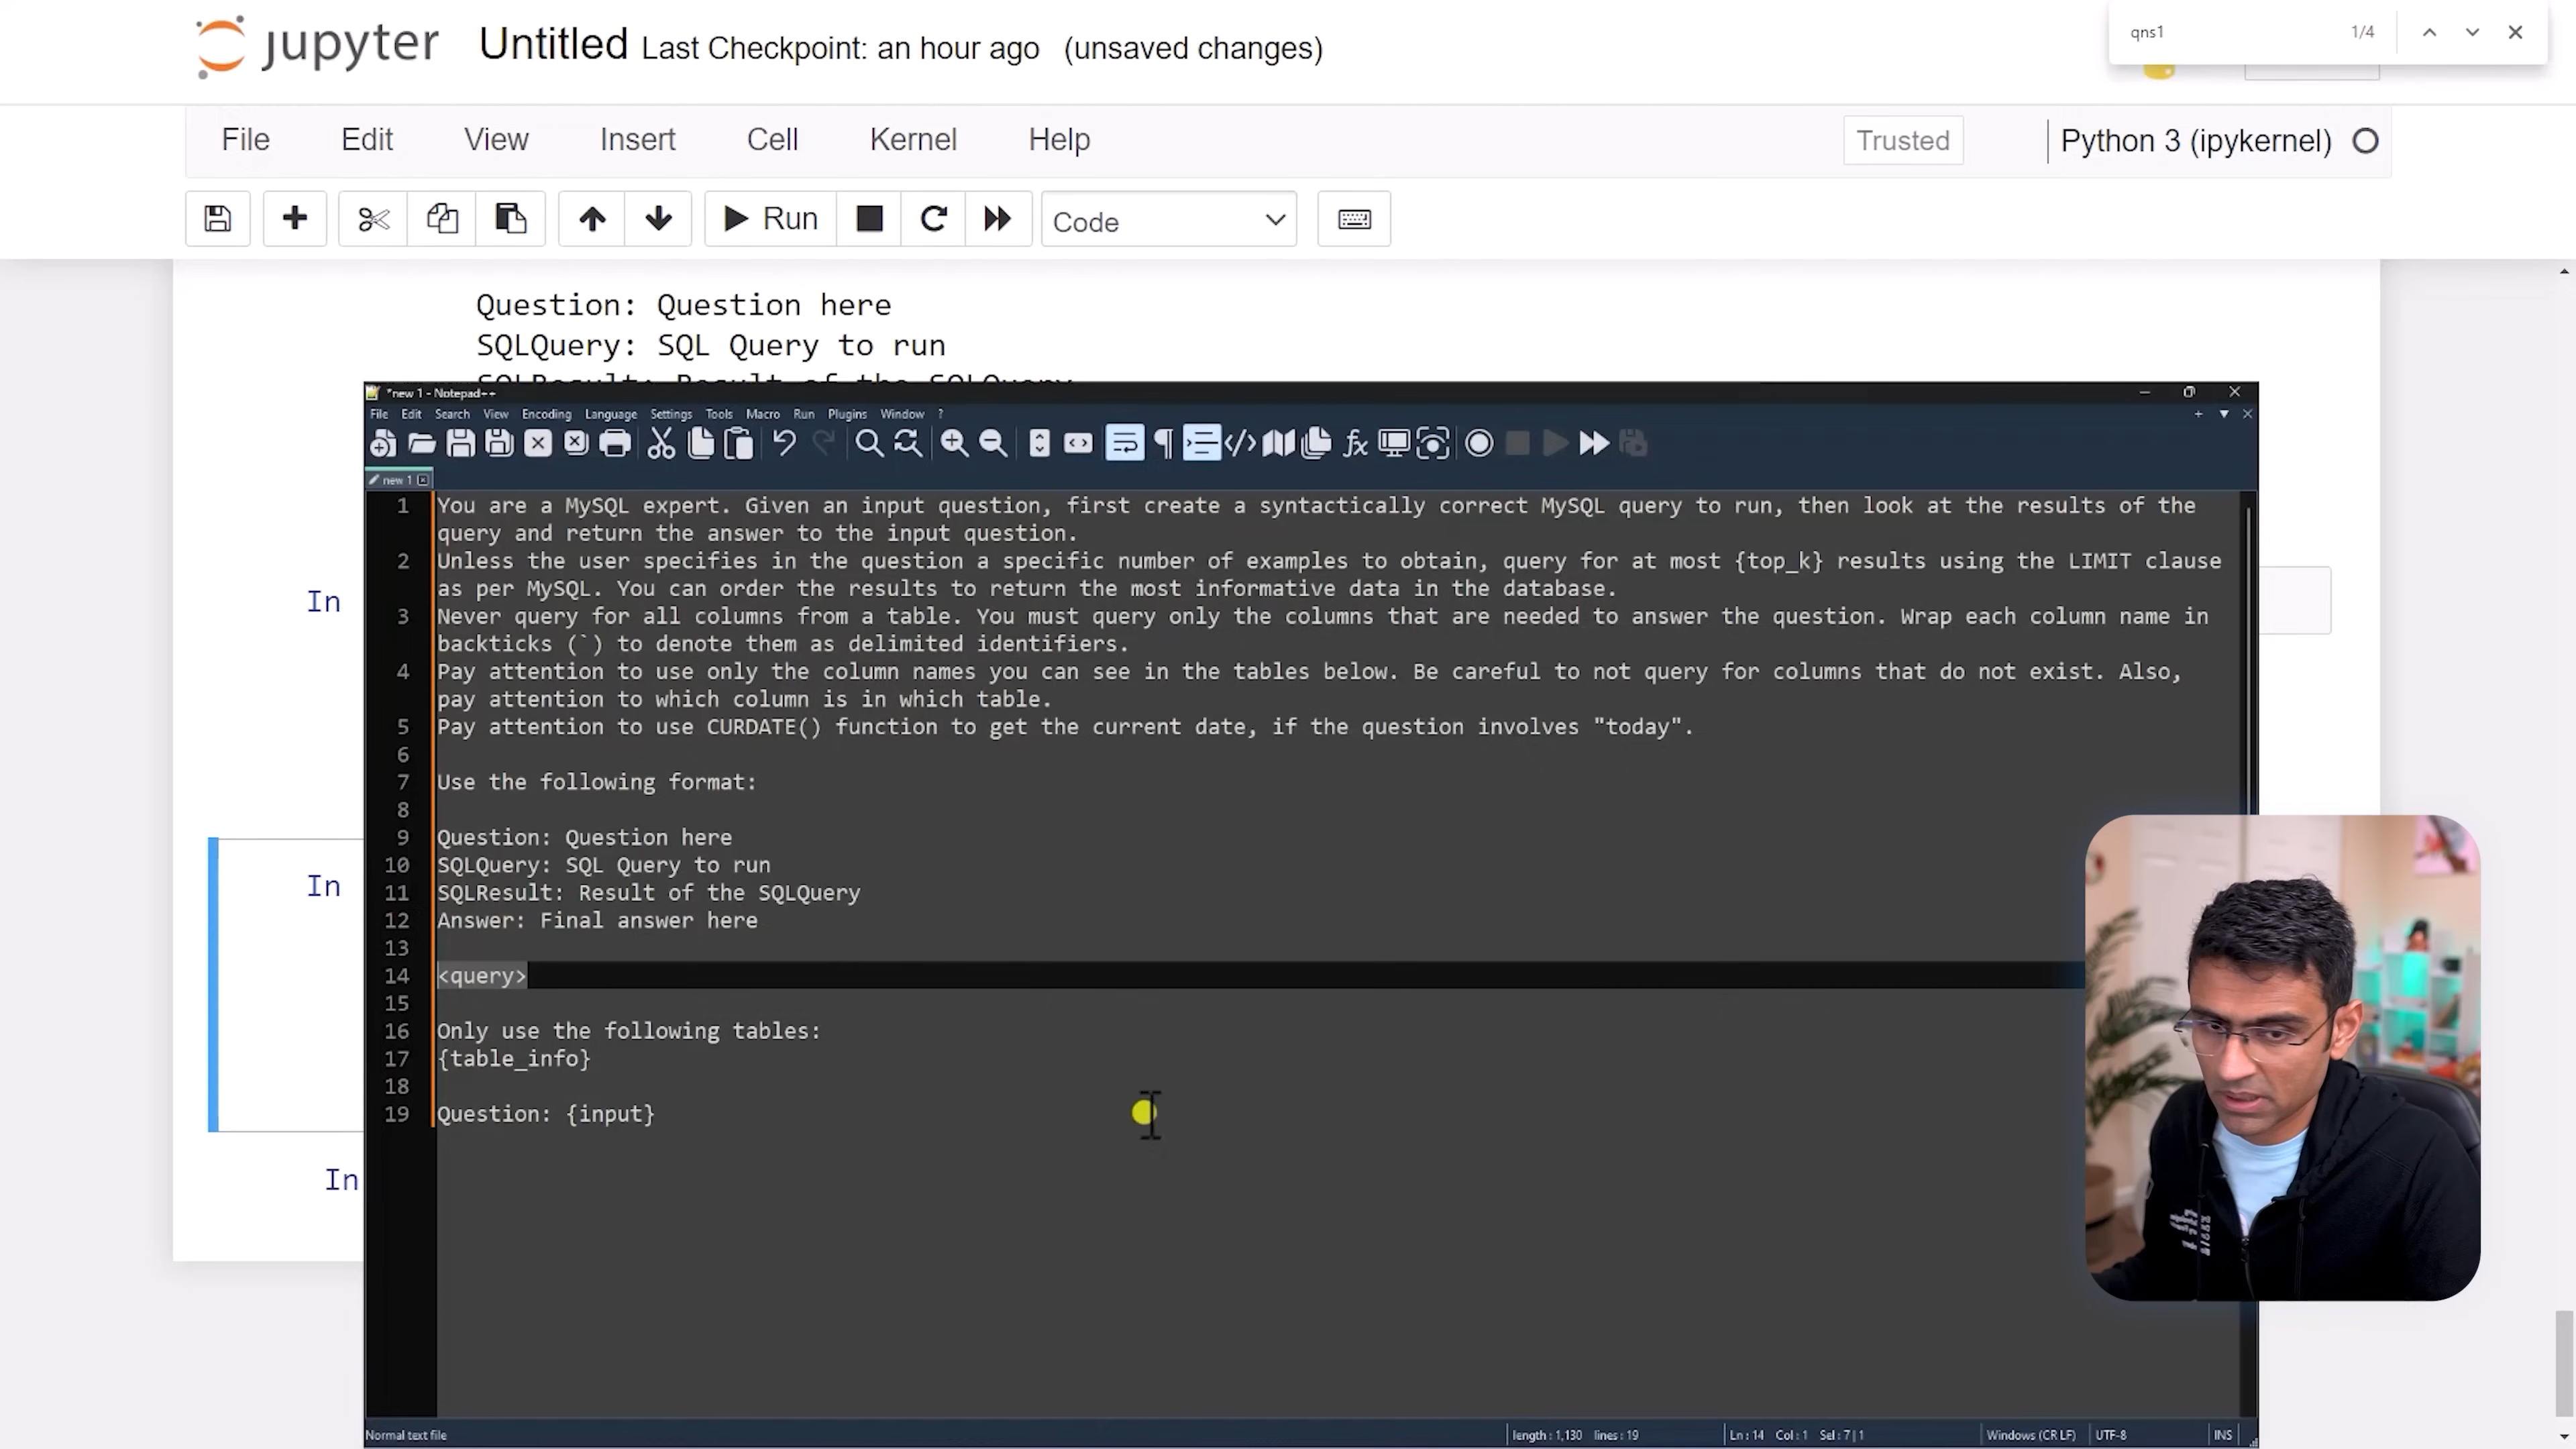 jupyter Untitled Last Checkpoint: an hour ago (unsaved changes)
qns1 1/4
File Edit View Insert Cell Kernel Help
Trusted Python 3 (ipykernel)
Run Code
Question: Question here
SQLQuery: SQL Query to run
SQLResult: Result of the SQLQuery
In
In
In
*new 1 - Notepad++
File Edit Search View Encoding Language Settings Tools Macro Run Plugins Window ?
new 1
1 You are a MySQL expert. Given an input question, first create a syntactically correct MySQL query to run, then look at the results of the
query and return the answer to the input question.
2 Unless the user specifies in the question a specific number of examples to obtain, query for at most {top_k} results using the LIMIT clause
as per MySQL. You can order the results to return the most informative data in the database.
3 Never query for all columns from a table. You must query only the columns that are needed to answer the question. Wrap each column name in
backticks (`) to denote them as delimited identifiers.
4 Pay attention to use only the column names you can see in the tables below. Be careful to not query for columns that do not exist. Also,
pay attention to which column is in which table.
5 Pay attention to use CURDATE() function to get the current date, if the question involves "today".
6
7 Use the following format:
8
9 Question: Question here
10 SQLQuery: SQL Query to run
11 SQLResult: Result of the SQLQuery
12 Answer: Final answer here
13
14 <query>
15
16 Only use the following tables:
17 {table_info}
18
19 Question: {input}
Normal text file length : 1,130 lines : 19 Ln : 14 Col : 1 Sel : 7 | 1 Windows (CR LF) UTF-8 INS